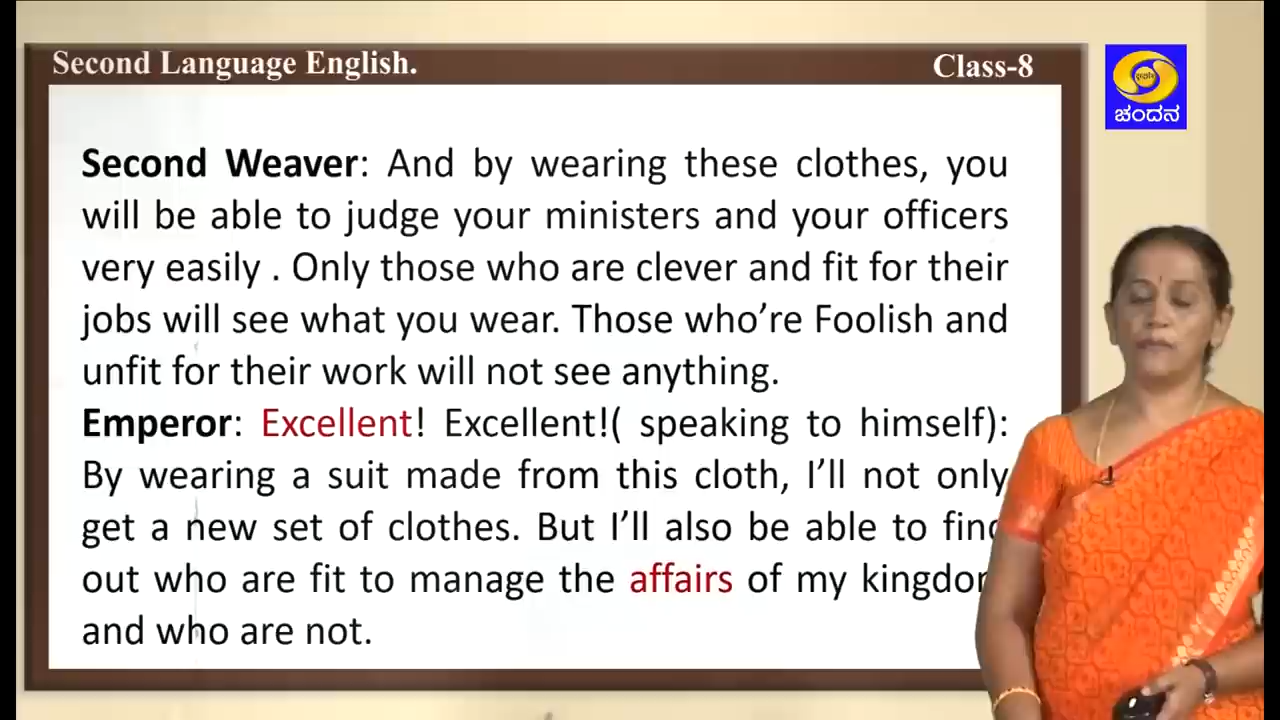 Second Language English.
Class-8
ಚಂದನ
Second Weaver: And by wearing these clothes, you
will be able to judge your ministers and your officers
very easily . Only those who are clever and fit for their
jobs will see what you wear. Those who're Foolish and
unfit for their work will not see anything.
Emperor: Excellent! Excellent!( speaking to himself):
By wearing a suit made from this cloth, I'll not only
get a new set of clothes. But I'll also be able to find
out who are fit to manage the affairs of my kingdom
and who are not.